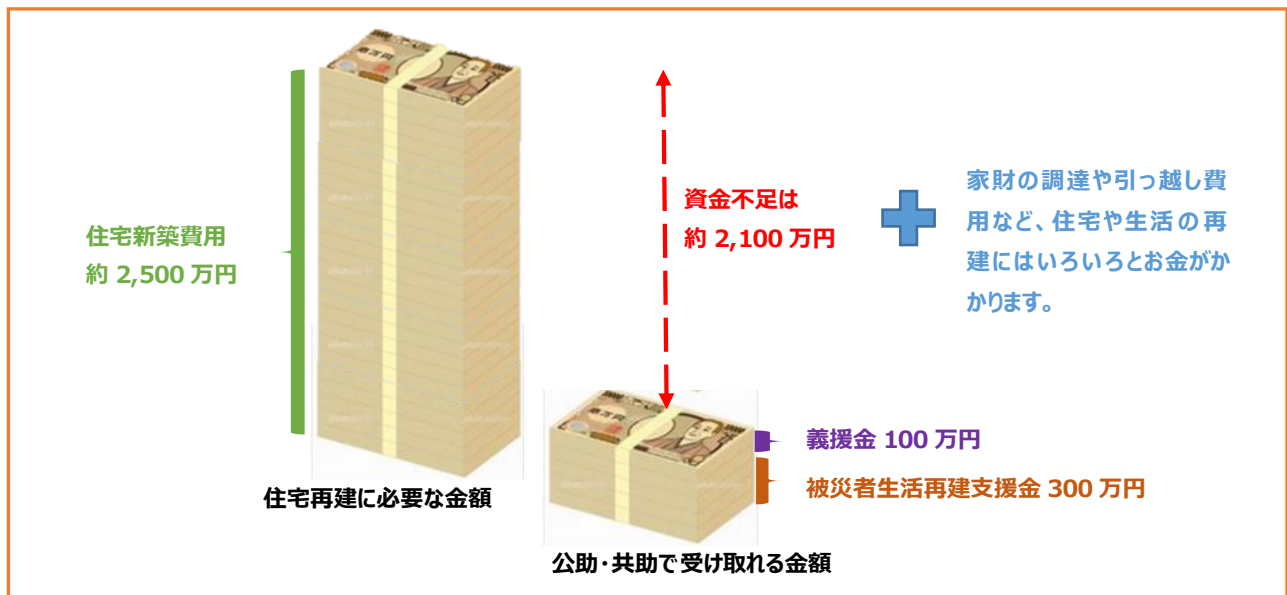 住宅新築費用
約 2,500 万円
住宅再建に必要な金額
資金不足は
約 2,100 万円
家財の調達や引っ越し費
用など、住宅や生活の再
建にはいろいろとお金がか
かります。
壱万円
義援金 100 万円
被災者生活再建支援金 300 万円
公助・共助で受け取れる金額